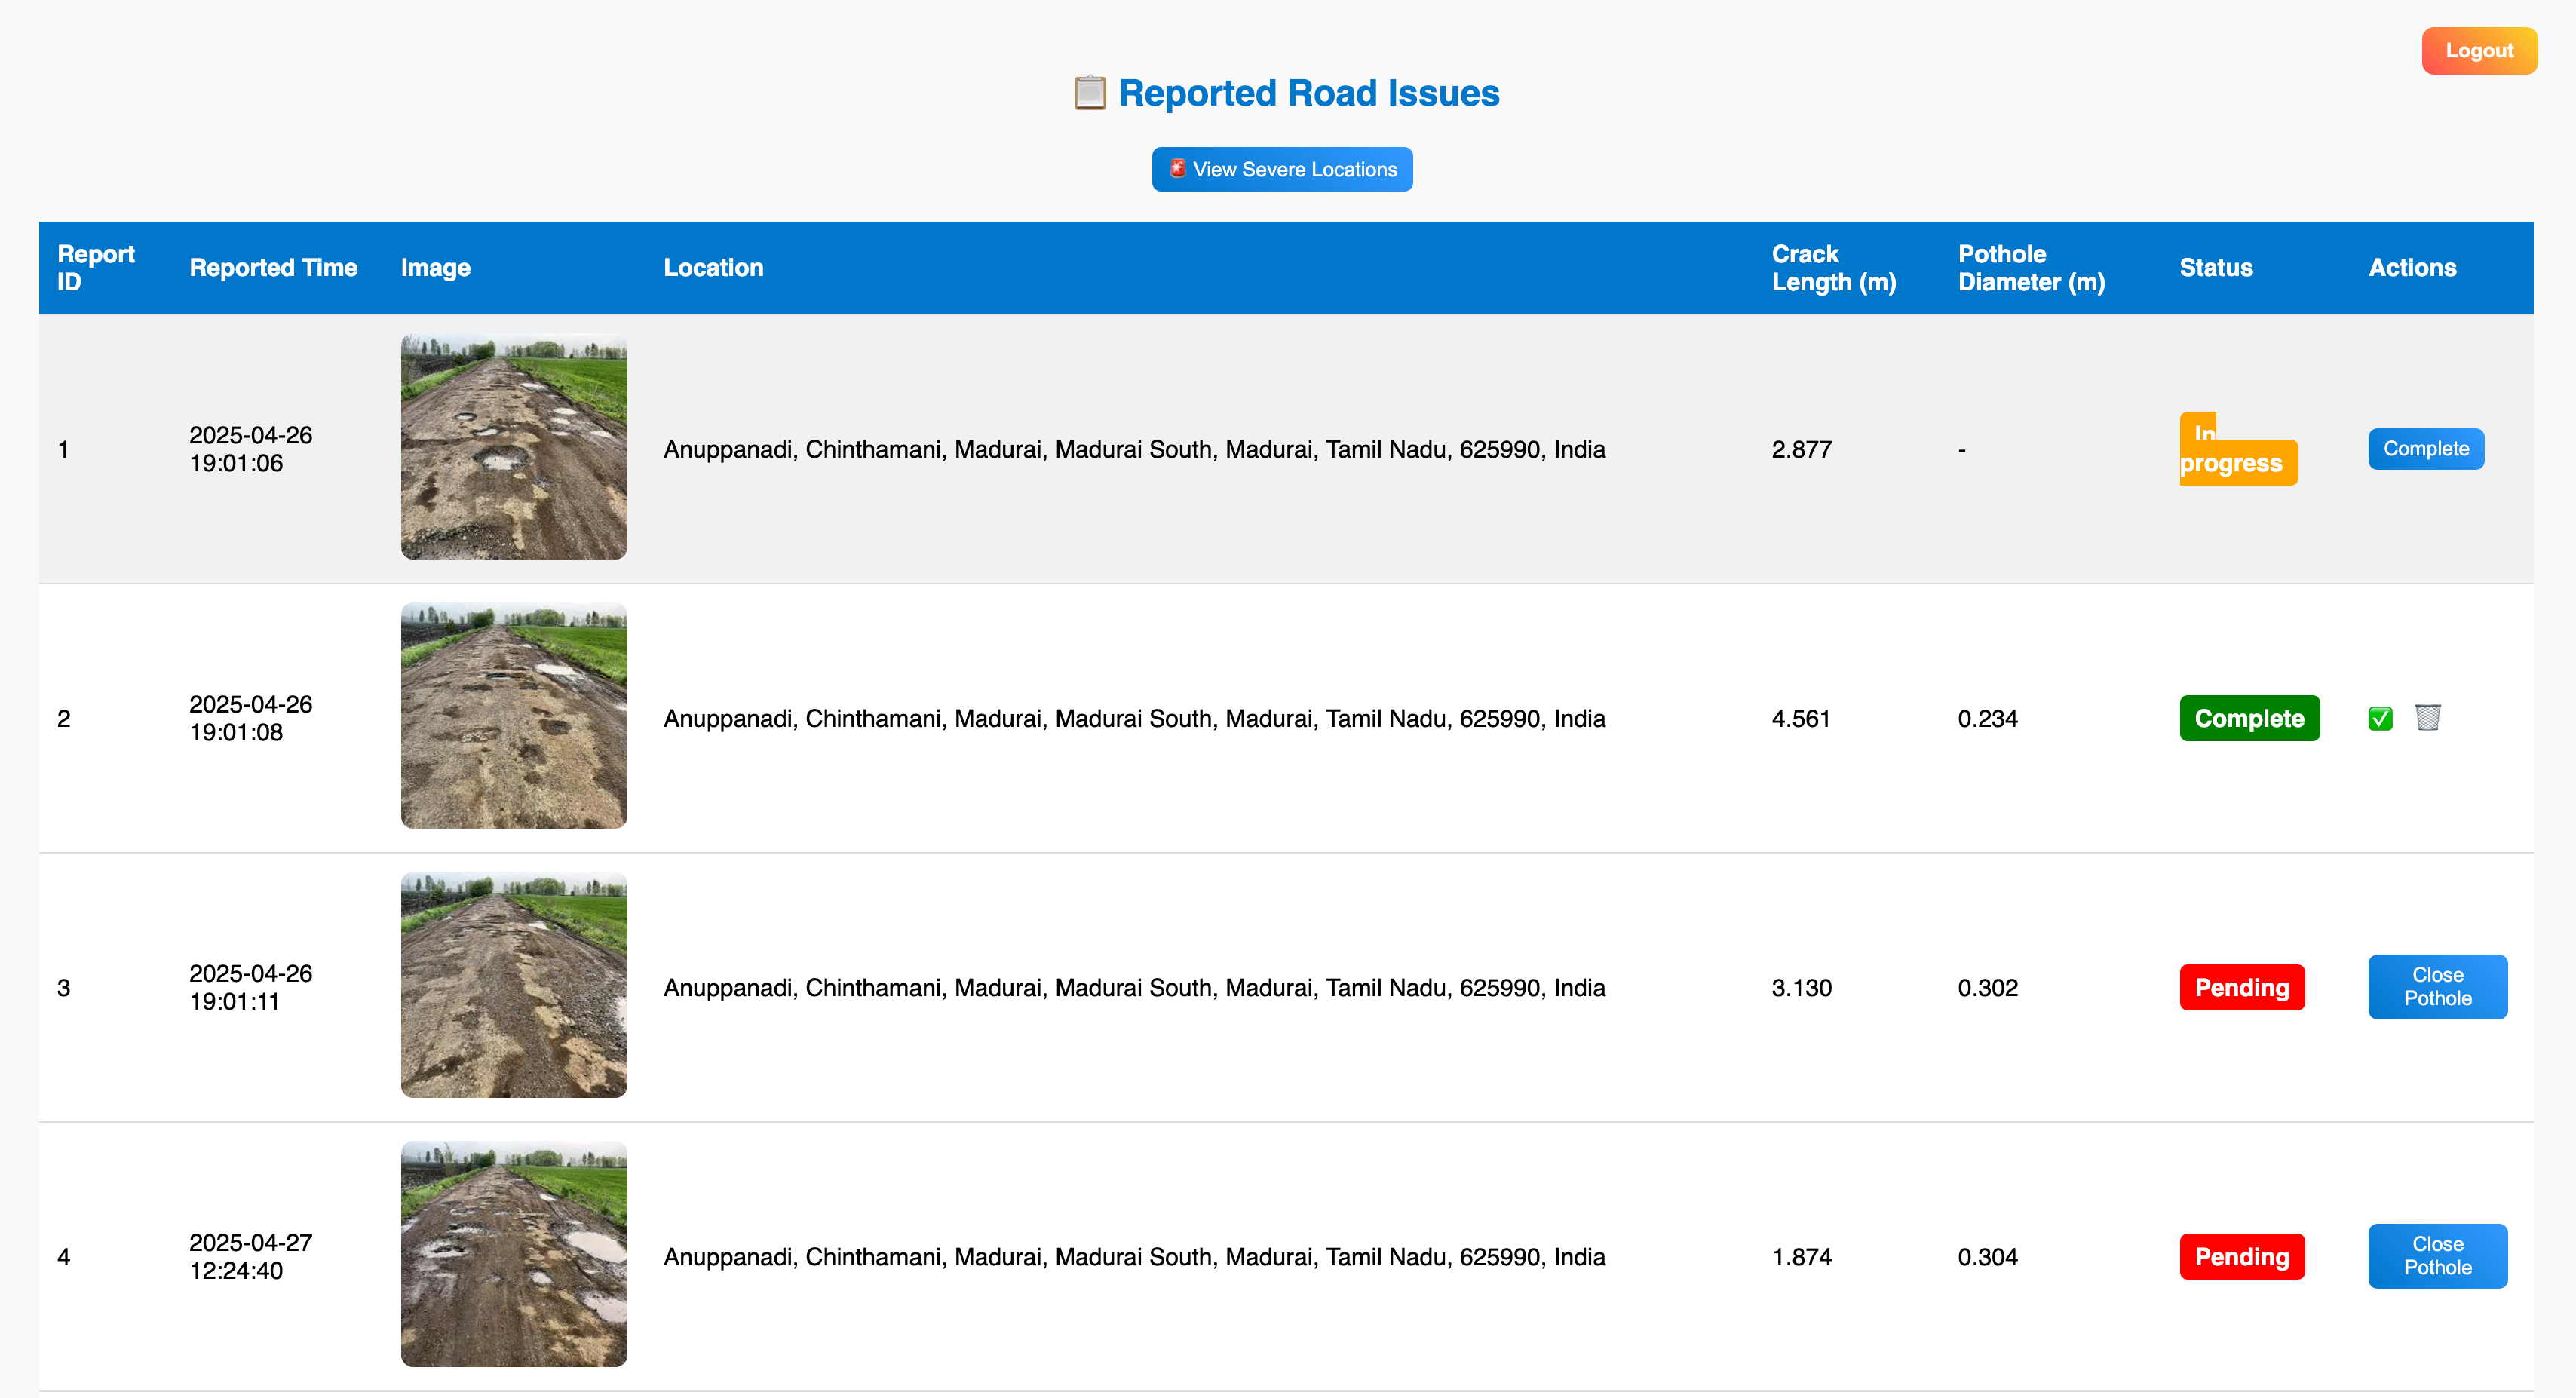 Logout
Reported Road Issues
View Severe Locations
Report
ID
Reported Time
Image
Location
Crack
Length (m)
Pothole
Diameter (m)
Status
Actions
1
2025-04-26
19:01:06
Anuppanadi, Chinthamani, Madurai, Madurai South, Madurai, Tamil Nadu, 625990, India
2.877
-
In
progress
Complete
2
2025-04-26
19:01:08
Anuppanadi, Chinthamani, Madurai, Madurai South, Madurai, Tamil Nadu, 625990, India
4.561
0.234
Complete
3
2025-04-26
19:01:11
Anuppanadi, Chinthamani, Madurai, Madurai South, Madurai, Tamil Nadu, 625990, India
3.130
0.302
Pending
Close
Pothole
4
2025-04-27
12:24:40
Anuppanadi, Chinthamani, Madurai, Madurai South, Madurai, Tamil Nadu, 625990, India
1.874
0.304
Pending
Close
Pothole